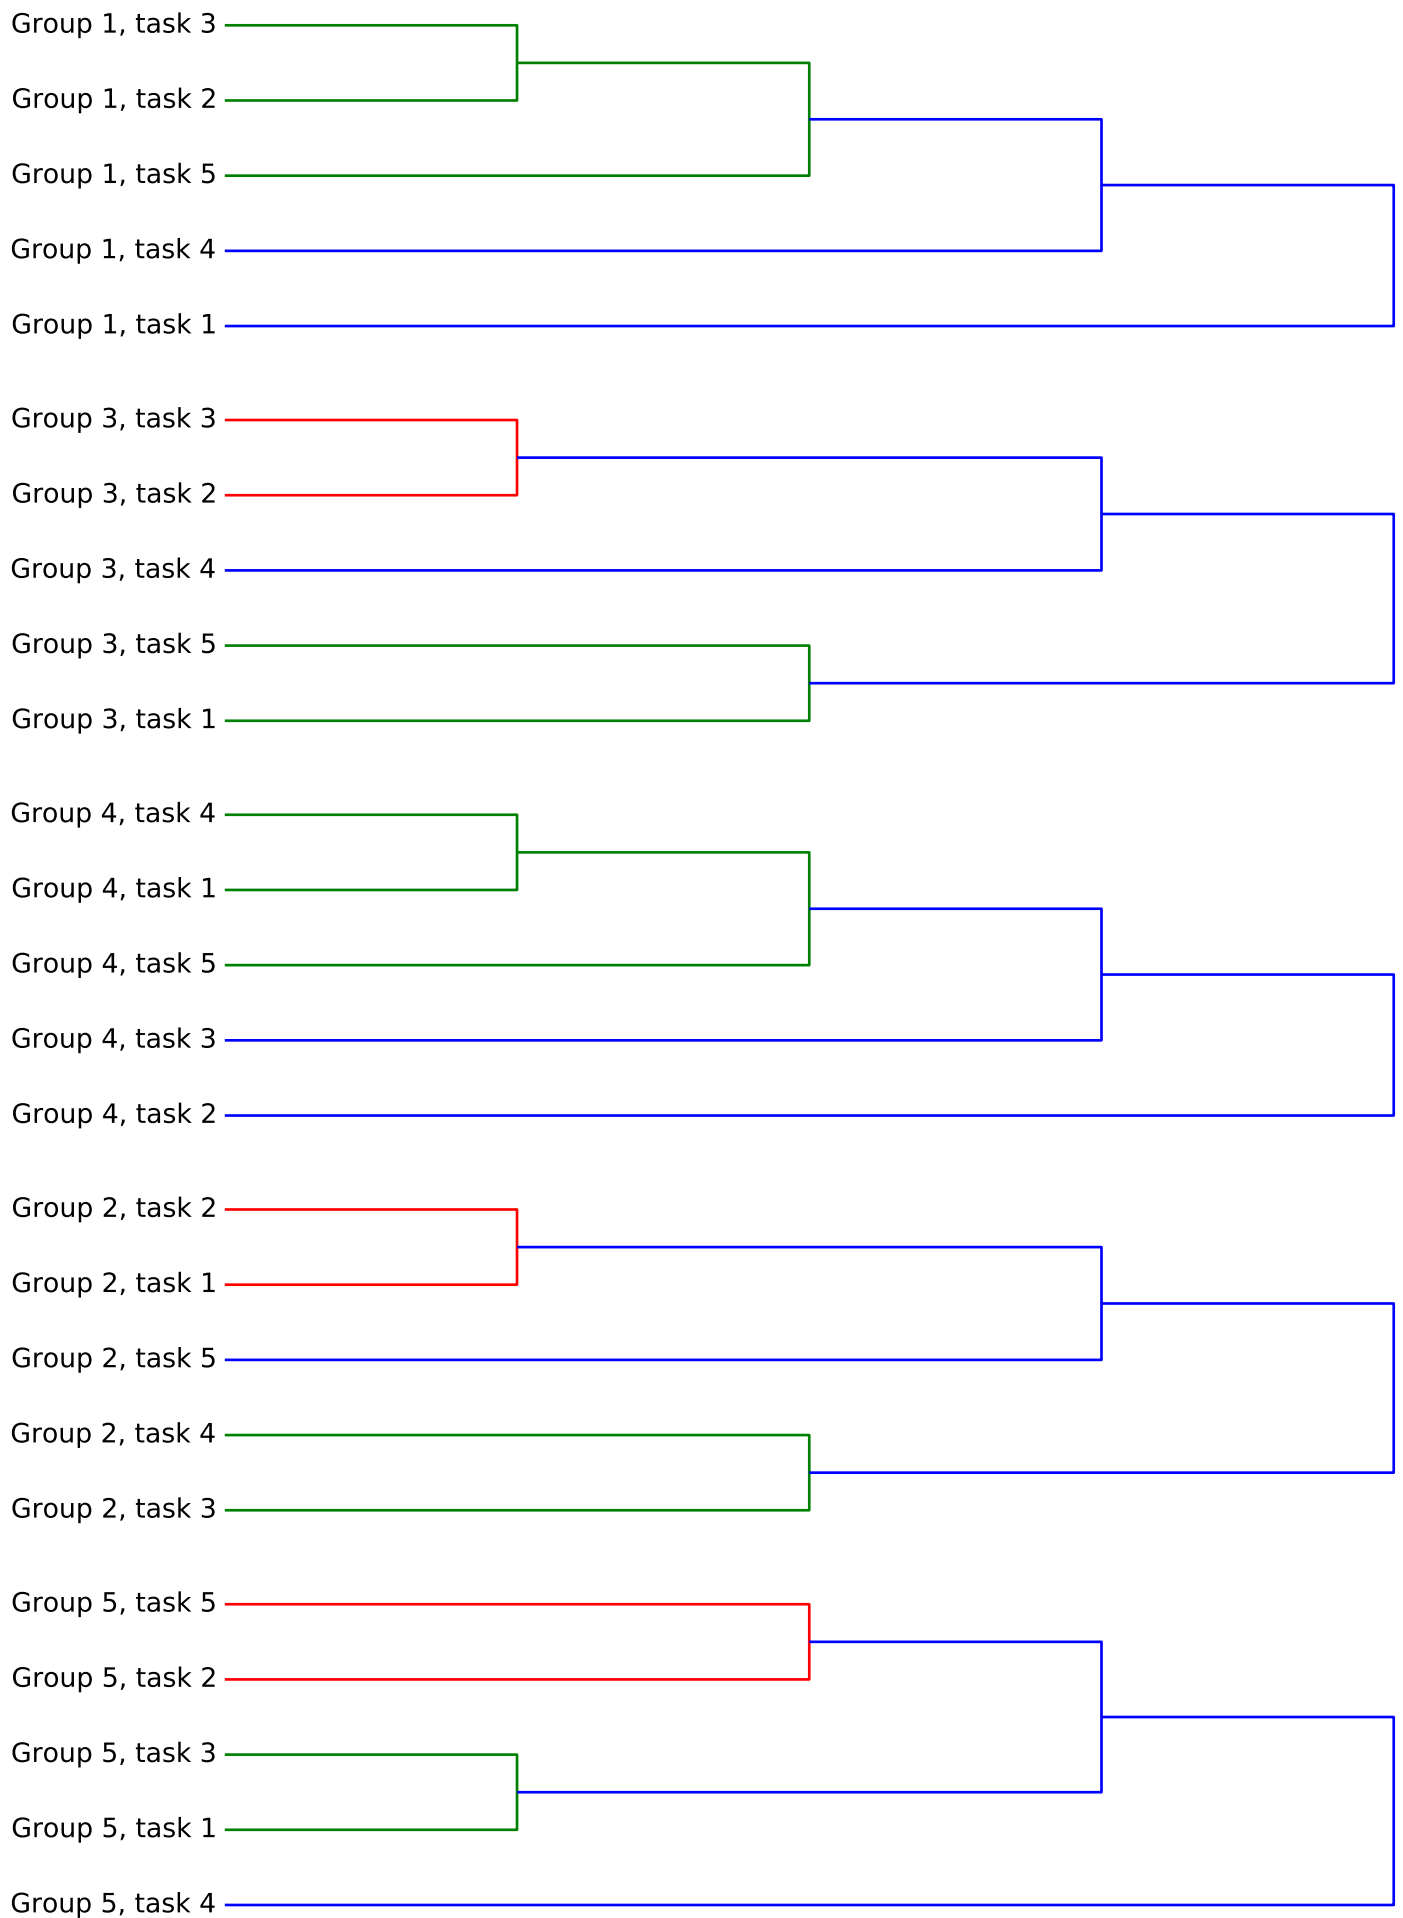 Group 1, task 3
Group 1, task 2
Group 1, task 5
Group 1, task 4
Group 1, task 1
Group 3, task 3
Group 3, task 2
Group 3, task 4
Group 3, task 5
Group 3, task 1
Group 4, task 4
Group 4, task 1
Group 4, task 5
Group 4, task 3
Group 4, task 2
Group 2, task 2
Group 2, task 1
Group 2, task 5
Group 2, task 4
Group 2, task 3
Group 5, task 5
Group 5, task 2
Group 5, task 3
Group 5, task 1
Group 5, task 4